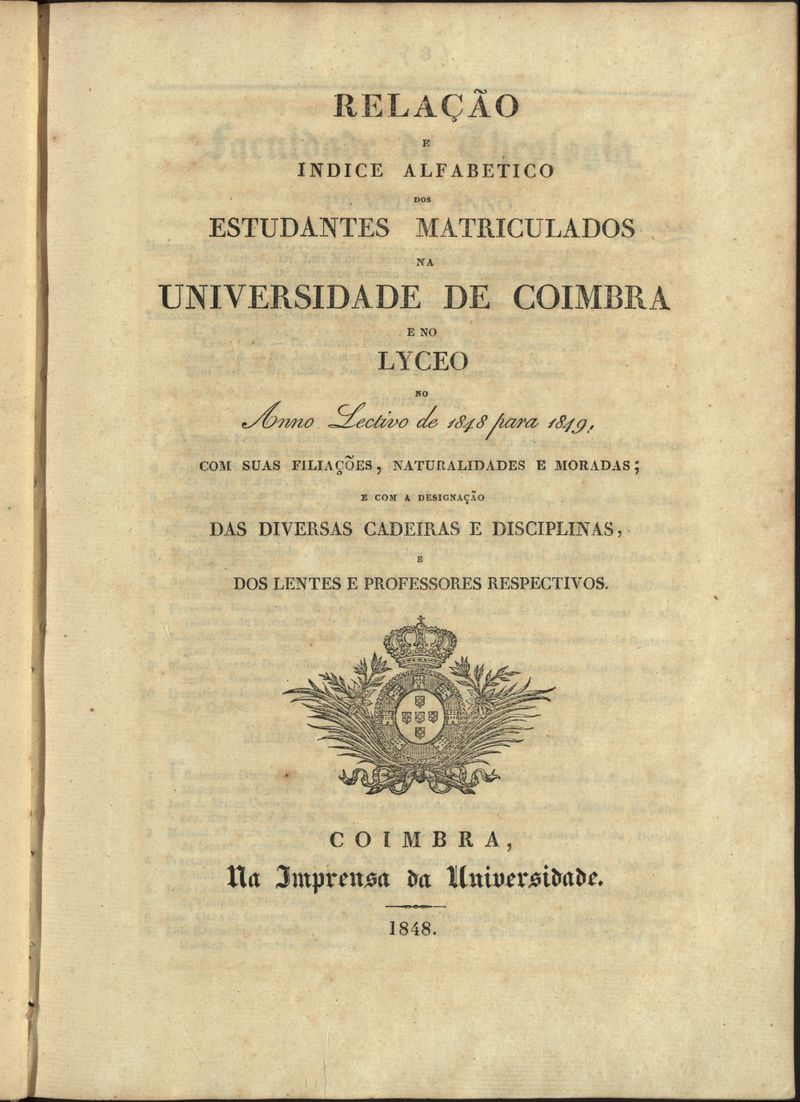 RELAÇÃO
E
INDICE ALFABETICO
DOS
ESTUDANTES MATRICULADOS
NA
UNIVERSIDADE DE COIMBRA
E NO
LYCEO
NO
Anno Lectivo de 1848 para 1849,
COM SUAS FILIAÇÕES, NATURALIDADES E MORADAS;
E COM A DESIGNAÇÃO
DAS DIVERSAS CADEIRAS E DISCIPLINAS,
E
DOS LENTES E PROFESSORES RESPECTIVOS.
COIMBRA,
Na Imprensa da Universidade.
1848.